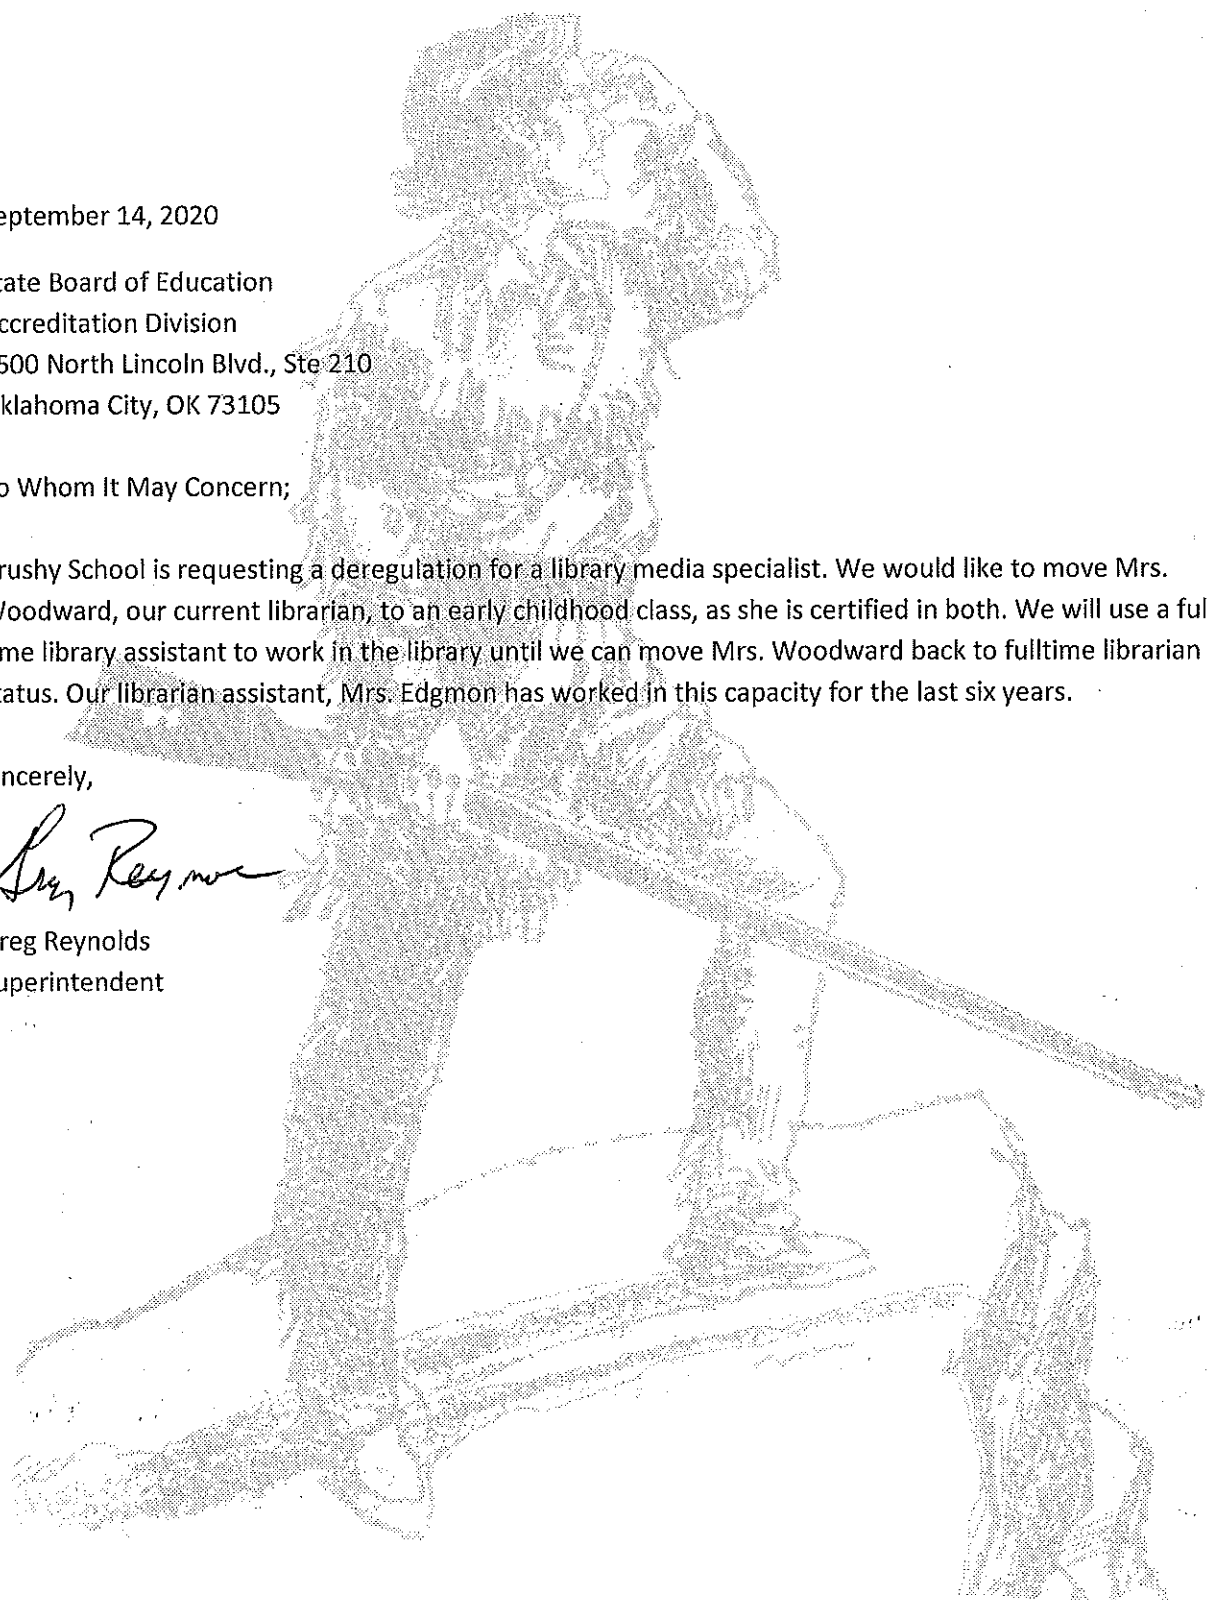 eptember 14, 2020
tate Board of Education
ccreditation Division
500 North Lincoln Blvd., Ste 210
klahoma City, OK 73105
o Whom It May Concern;
rushy School is requesting a deregulation for a library media specialist. We would like to move Mrs.
oodward, our current librarian, to an early childhood class, as she is certified in both. We will use a ful
me library assistant to work in the library until we can move Mrs. Woodward back to fulltime librarian
tatus. Our librarian assistant, Mrs. Edgmon has worked in this capacity for the last six years.
ncerely,
Greg Reynolds
reg Reynolds
uperintendent